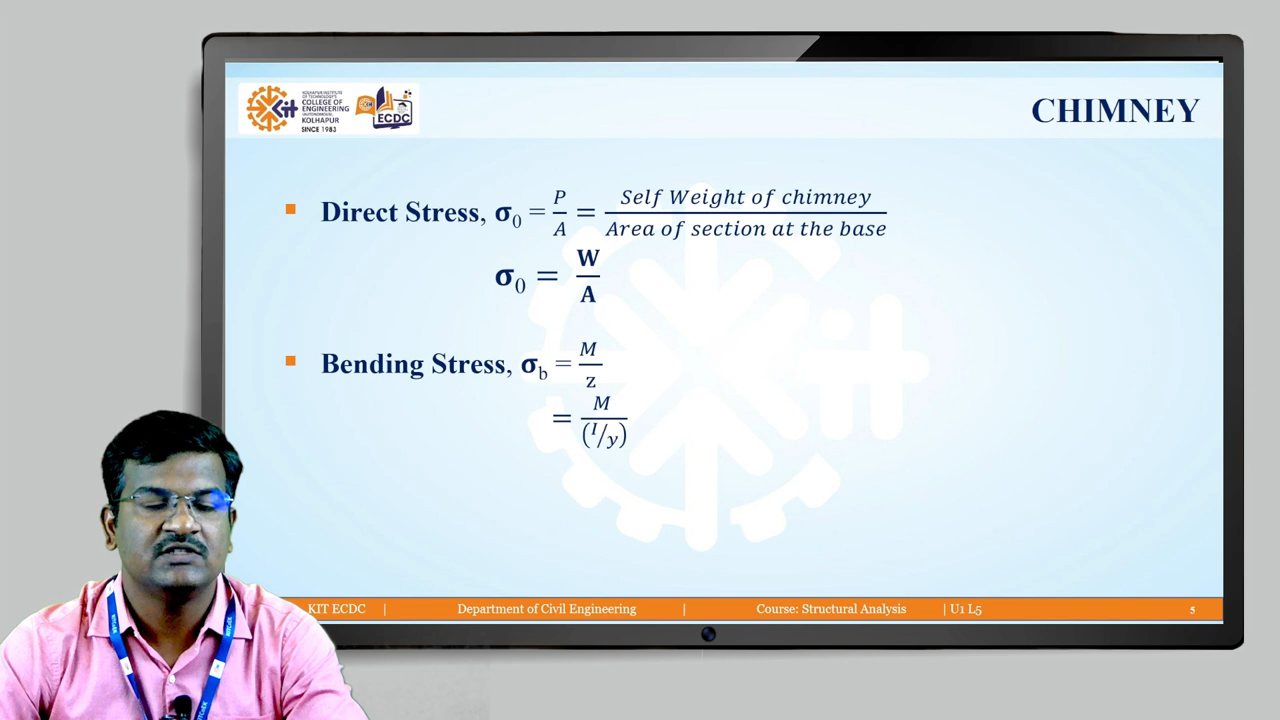 KOLHAPUR INSTITUTE
OF TECHNOLOGY'S
COLLEGE OF
ENGINEERING
(AUTONOMOUS),
KOLHAPUR
SINCE 1983
Kit
ECDC
CHIMNEY
Direct Stress, σ₀ = P/A = Self Weight of chimney / Area of section at the base
σ₀ = W/A
Bending Stress, σb = M/z
= M/(I/y)
KIT ECDC | Department of Civil Engineering | Course: Structural Analysis | U1 L5 5